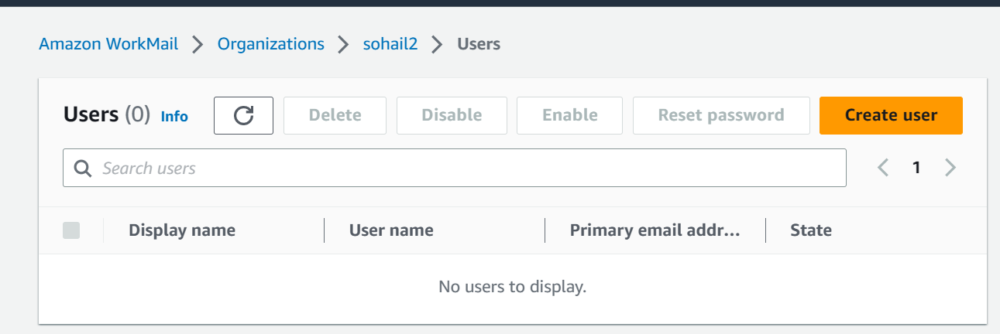 Amazon WorkMail > Organizations > sohail2 > Users
Users (0) Info Delete Disable Enable Reset password Create user
Search users 1
Display name User name Primary email addr... State
No users to display.